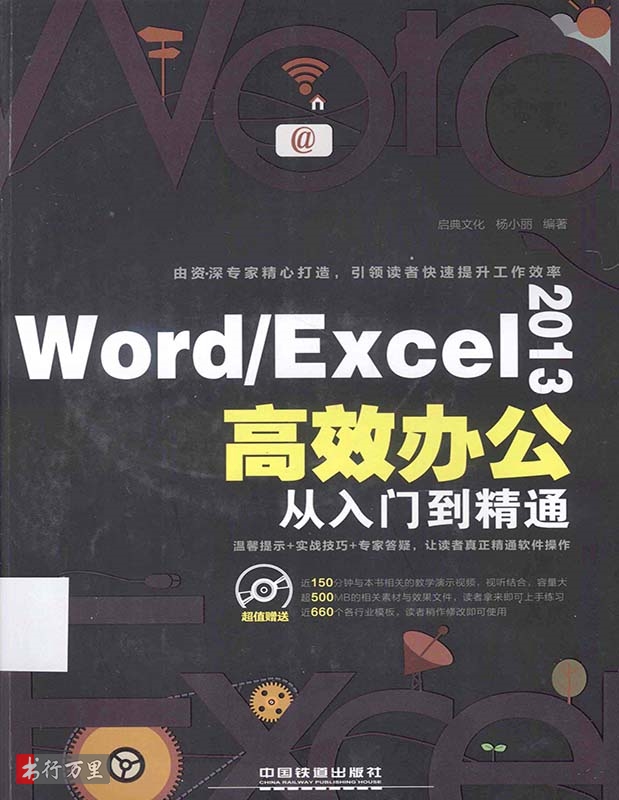 Word
@
启典文化 杨小丽 编著
由资深专家精心打造，引领读者快速提升工作效率
Word/Excel 2013
高效办公
从入门到精通
温馨提示+实战技巧+专家答疑，让读者真正精通软件操作
近150分钟与本书相关的教学演示视频，视听结合，容量大
超500MB的相关素材与效果文件，读者拿来即可上手练习
近660个各行业模板，读者稍作修改即可使用
超值赠送
Excel
书行万里
中国铁道出版社
CHINA RAILWAY PUBLISHING HOUSE